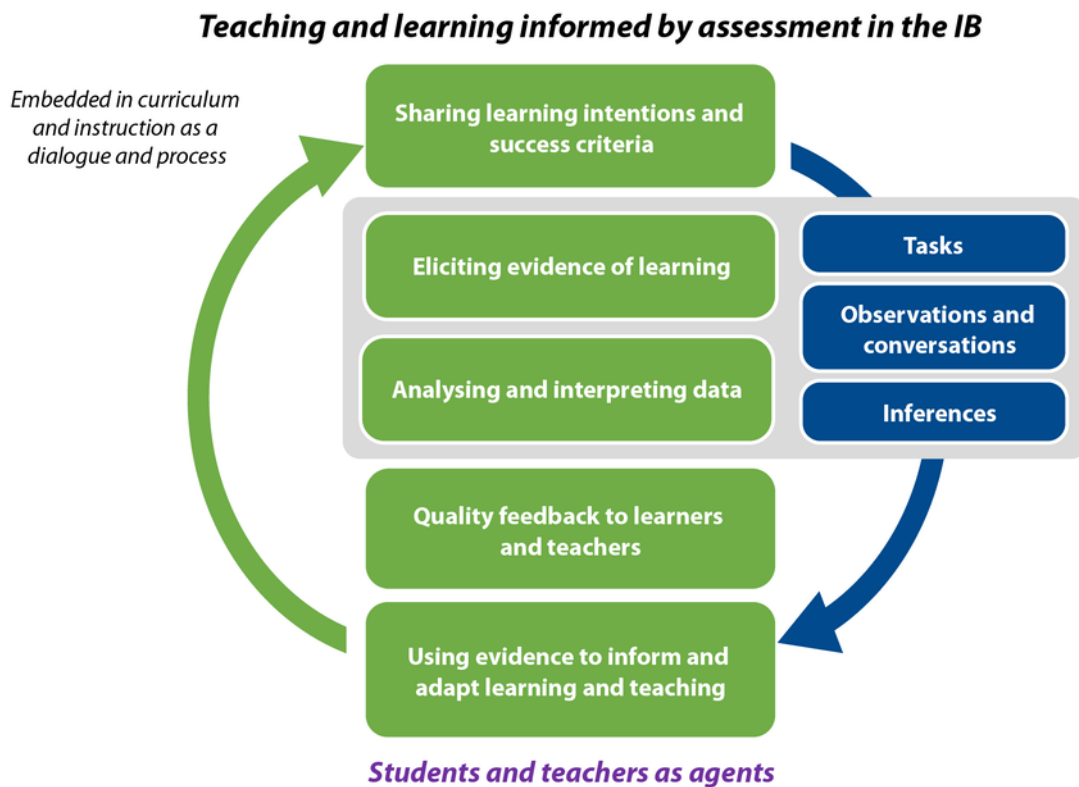 Teaching and learning informed by assessment in the IB
Embedded in curriculum
and instruction as a
dialogue and process
Sharing learning intentions and
success criteria
Eliciting evidence of learning
Analysing and interpreting data
Tasks
Observations and
conversations
Inferences
Quality feedback to learners
and teachers
Using evidence to inform and
adapt learning and teaching
Students and teachers as agents